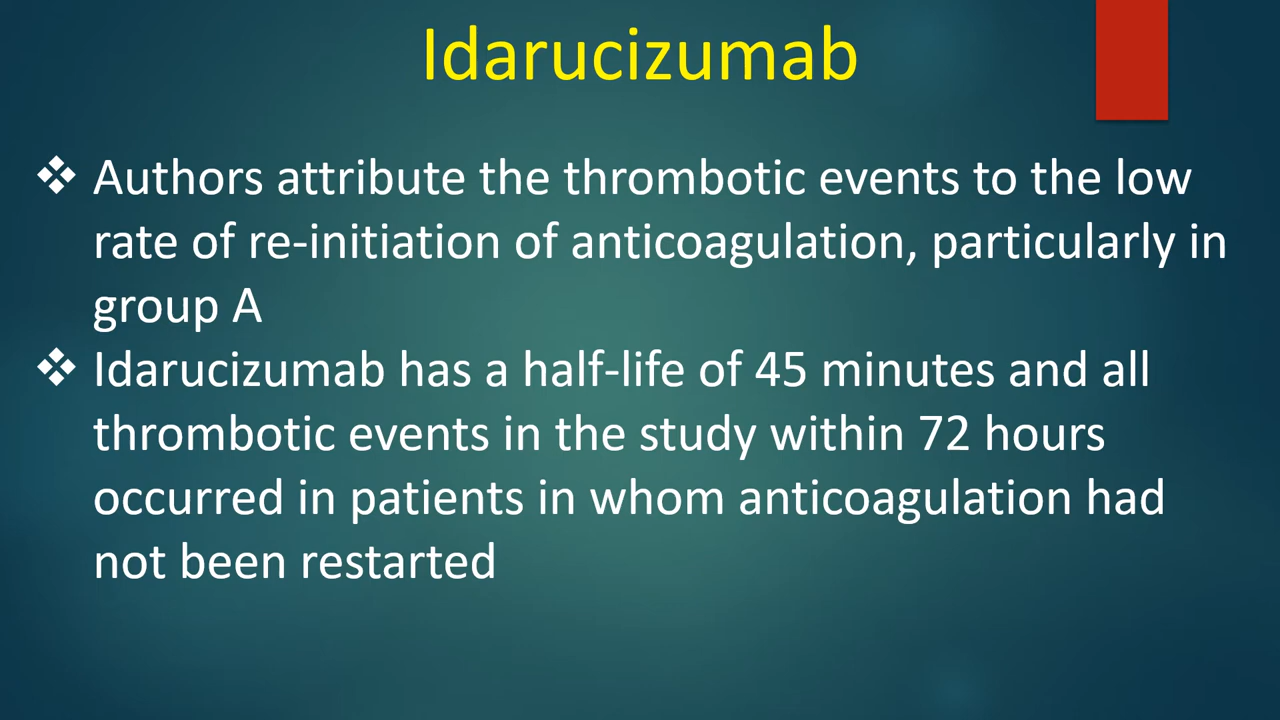 Idarucizumab
❖ Authors attribute the thrombotic events to the low
rate of re-initiation of anticoagulation, particularly in
group A
❖ Idarucizumab has a half-life of 45 minutes and all
thrombotic events in the study within 72 hours
occurred in patients in whom anticoagulation had
not been restarted